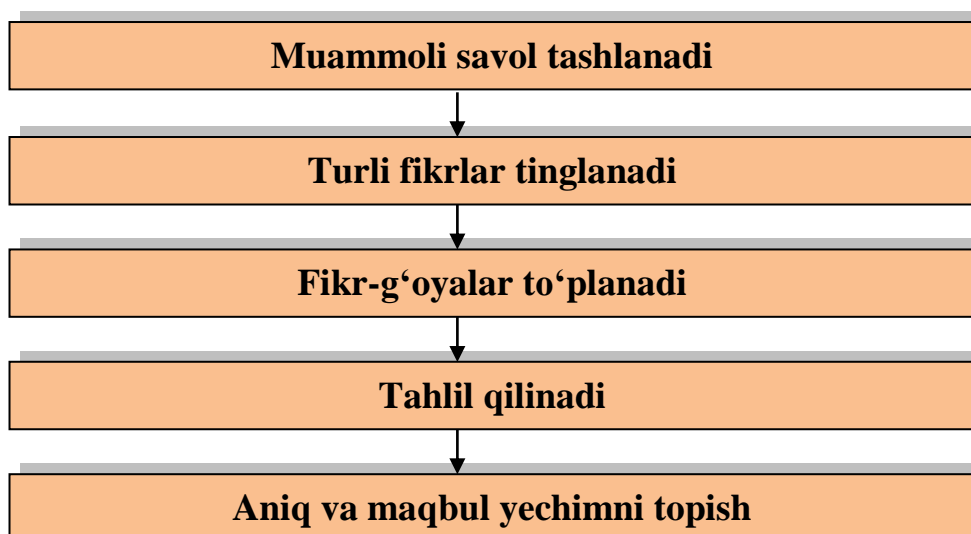 Muammoli savol tashlanadi
Turli fikrlar tinglanadi
Fikr-g‘oyalar to‘planadi
Tahlil qilinadi
Aniq va maqbul yechimni topish